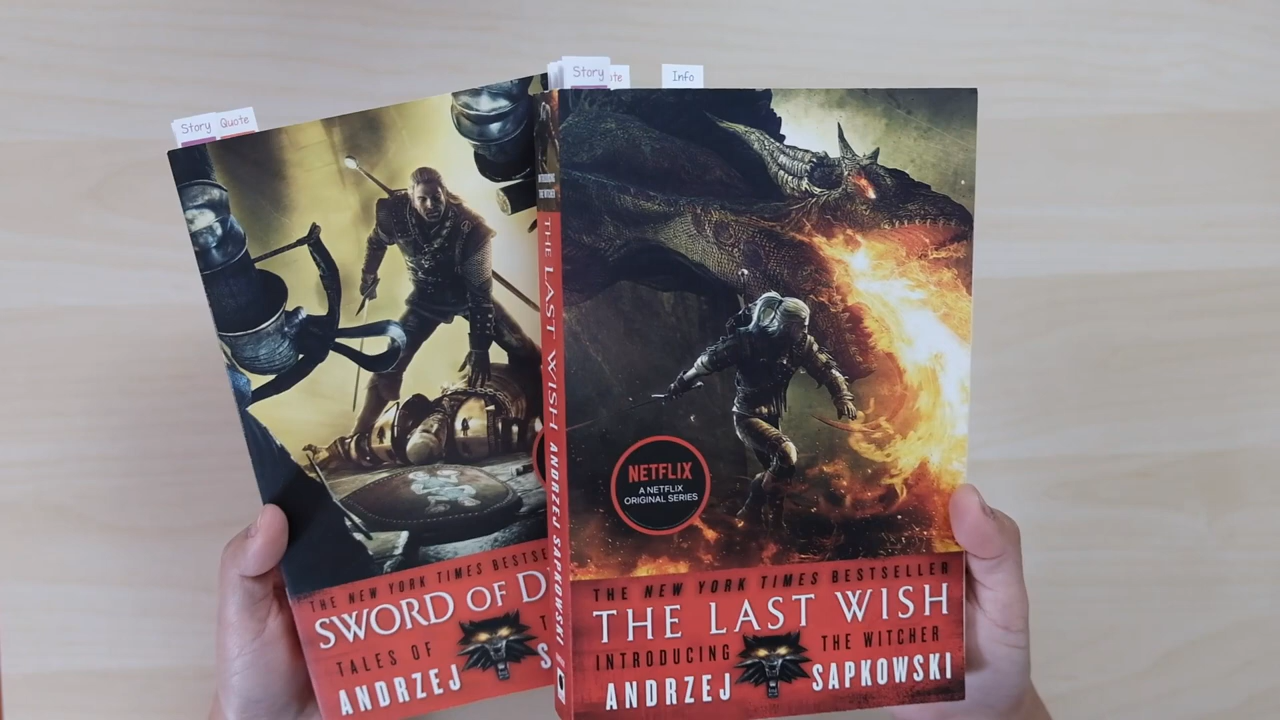 Story Quote
Story
Info
NETFLIX
A NETFLIX
ORIGINAL SERIES
THE NEW YORK TIMES
SWORD OF
TALES OF
ANDRZEJ
THE LAST WISH ANDRZEJ SAPKOWSKI
THE NEW YORK TIMES BESTSELLER
THE LAST WISH
INTRODUCING THE WITCHER
ANDRZEJ SAPKOWSKI